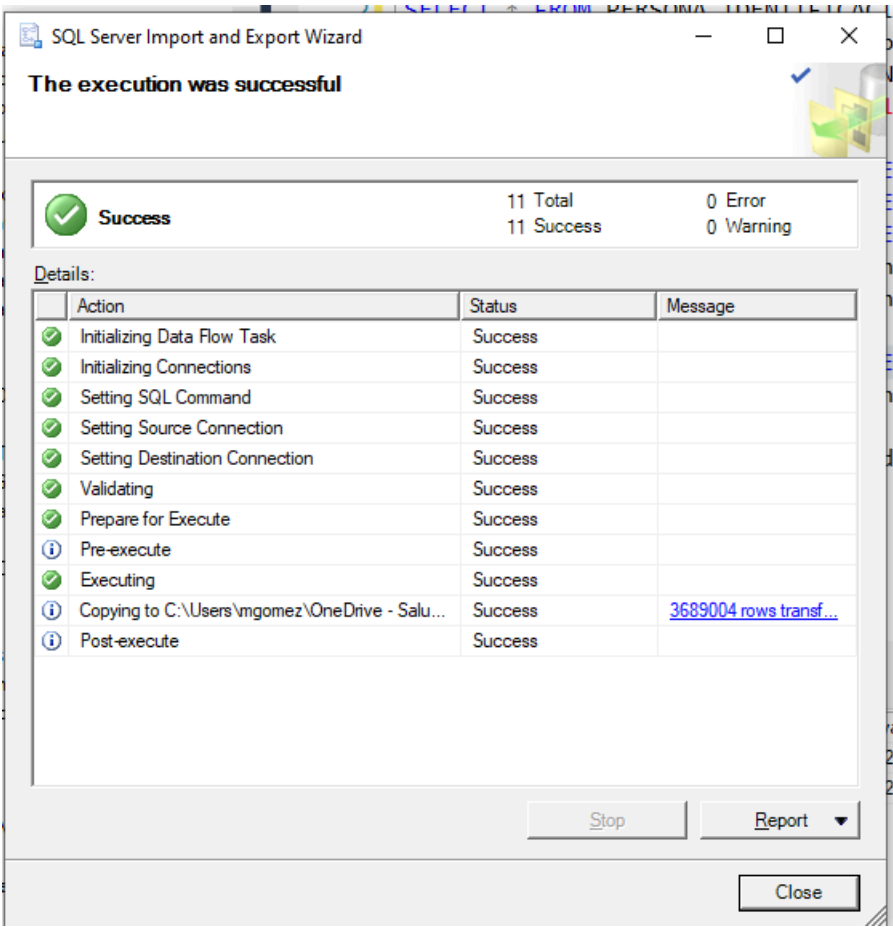 SELECT * FROM PERSONA_IDENTIFICACI
SQL Server Import and Export Wizard
The execution was successful
Success
11 Total
0 Error
11 Success
0 Warning
Details:
Action Status Message
Initializing Data Flow Task Success
Initializing Connections Success
Setting SQL Command Success
Setting Source Connection Success
Setting Destination Connection Success
Validating Success
Prepare for Execute Success
Pre-execute Success
Executing Success
Copying to C:\Users\mgomez\OneDrive - Salu... Success 3689004 rows transf...
Post-execute Success
Stop
Report
Close